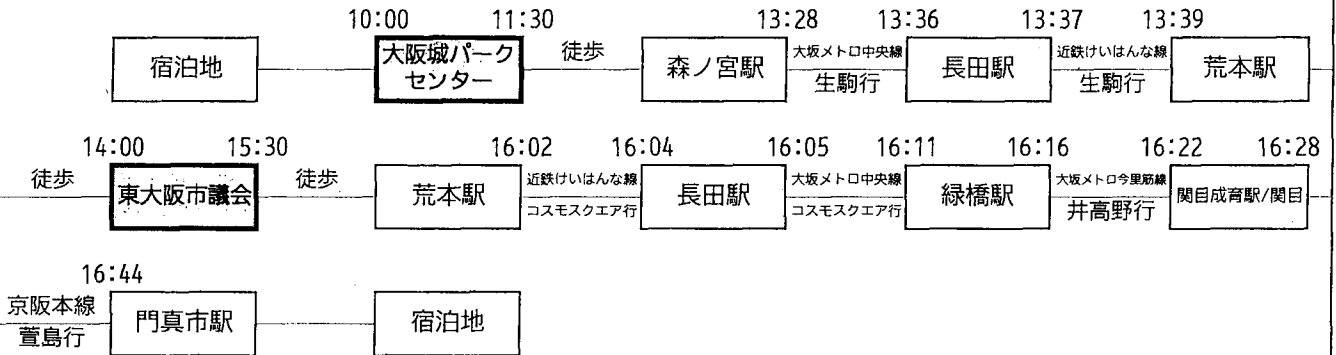 10:00 11:30 13:28 13:36 13:37 13:39
宿泊地 大阪城パークセンター 徒歩 森ノ宮駅 大坂メトロ中央線 生駒行 長田駅 近鉄けいはんな線 生駒行 荒本駅
14:00 15:30 16:02 16:04 16:05 16:11 16:16 16:22 16:28
徒歩 東大阪市議会 徒歩 荒本駅 近鉄けいはんな線 コスモスクエア行 長田駅 大坂メトロ中央線 コスモスクエア行 緑橋駅 大坂メトロ今里筋線 井高野行 関目成育駅/関目
16:44
京阪本線 萱島行 門真市駅 宿泊地